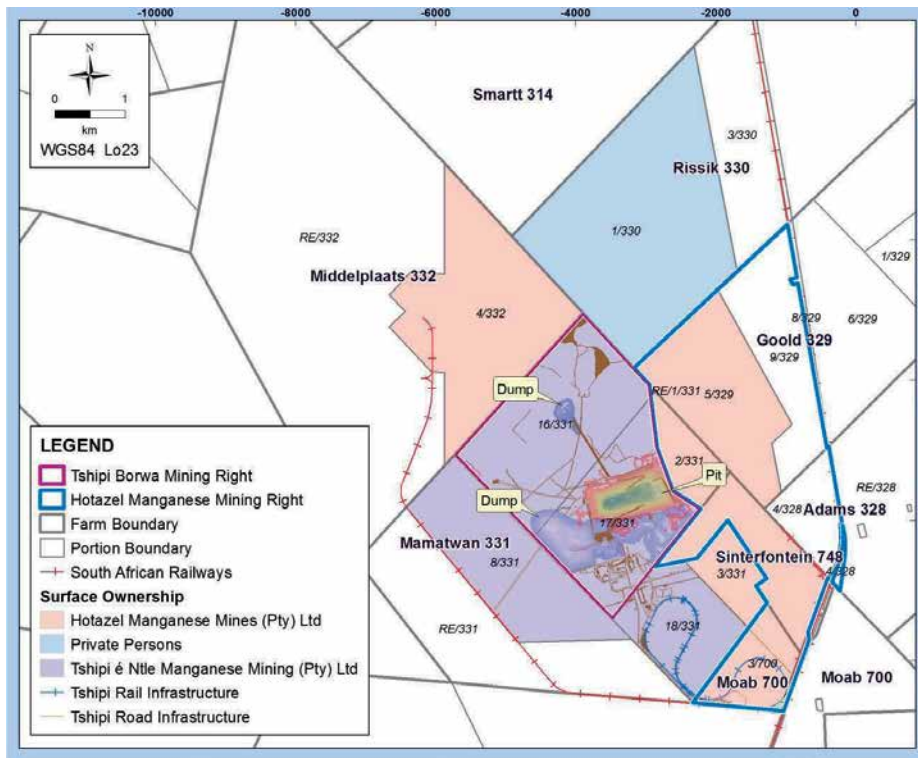 -10000 -8000 -6000 -4000 -2000 0
N
0 1
km
WGS84 Lo23
Smartt 314
3/330
Rissik 330
RE/332
1/330
1/329
Middelplaats 332
4/332
8/329
6/329
Goold 329
9/329
Dump
RE/1/331
5/329
16/331
2/331
Pit
Dump
17/331
RE/328
4/328
Adams 328
Mamatwan 331
8/331
Sinterfontein 748
3/331
4/328
RE/331
18/331
3/700
Moab 700
Moab 700
LEGEND
Tshipi Borwa Mining Right
Hotazel Manganese Mining Right
Farm Boundary
Portion Boundary
South African Railways
Surface Ownership
Hotazel Manganese Mines (Pty) Ltd
Private Persons
Tshipi é Ntle Manganese Mining (Pty) Ltd
Tshipi Rail Infrastructure
Tshipi Road Infrastructure